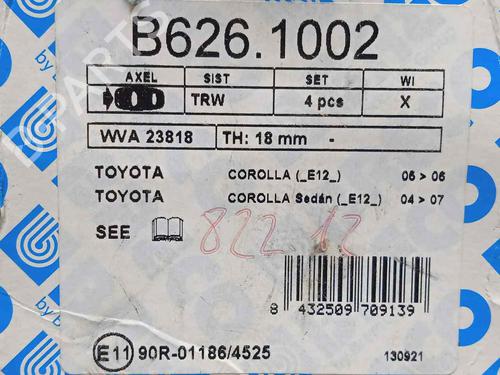 B626.1002
AXEL SIST SET WI
TRW 4 pcs X
WVA 23818 TH: 18 mm -
TOYOTA COROLLA (_E12_) 06 > 06
TOYOTA COROLLA Sedán (_E12_) 04 > 07
SEE
822 12
8 432509 709139
E11 90R-01186/4525
130921